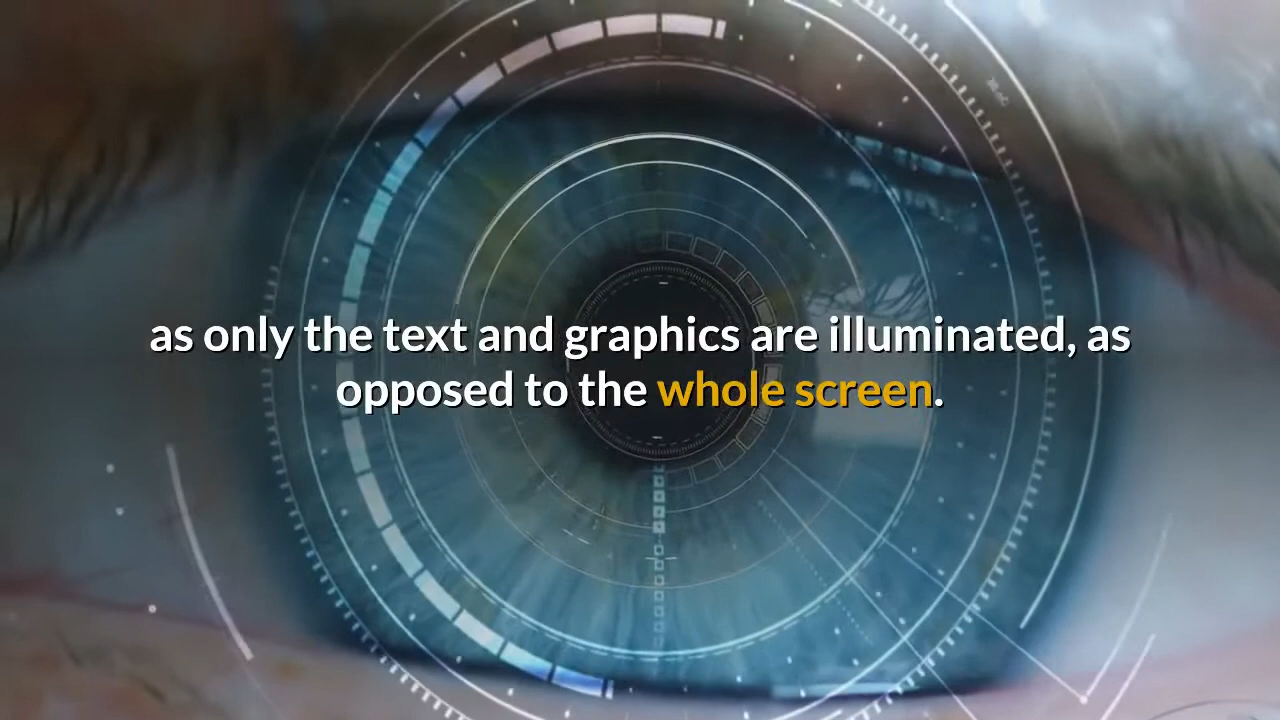 as only the text and graphics are illuminated, as
opposed to the whole screen.